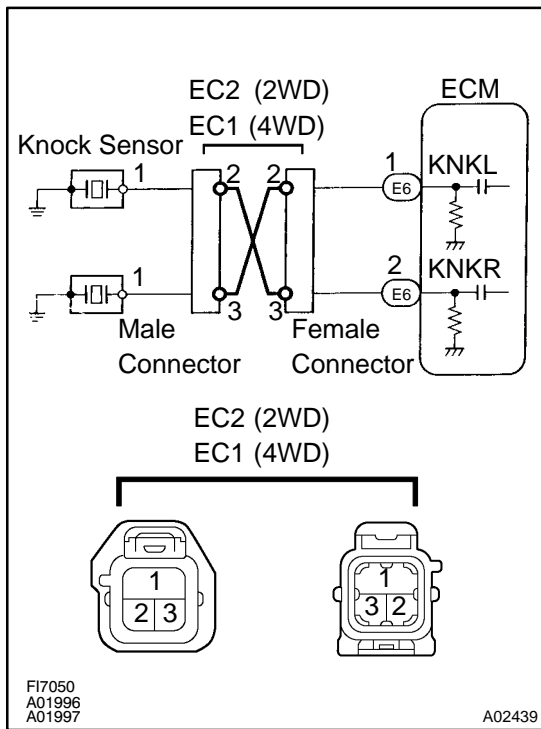 EC2 (2WD)
EC1 (4WD)
ECM
Knock Sensor
1
2
2
1
KNKL
E6
1
3
3
2
KNKR
E6
Male
Connector
Female
Connector
EC2 (2WD)
EC1 (4WD)
1
2 3
1
3 2
FI7050
A01996
A01997
A02439